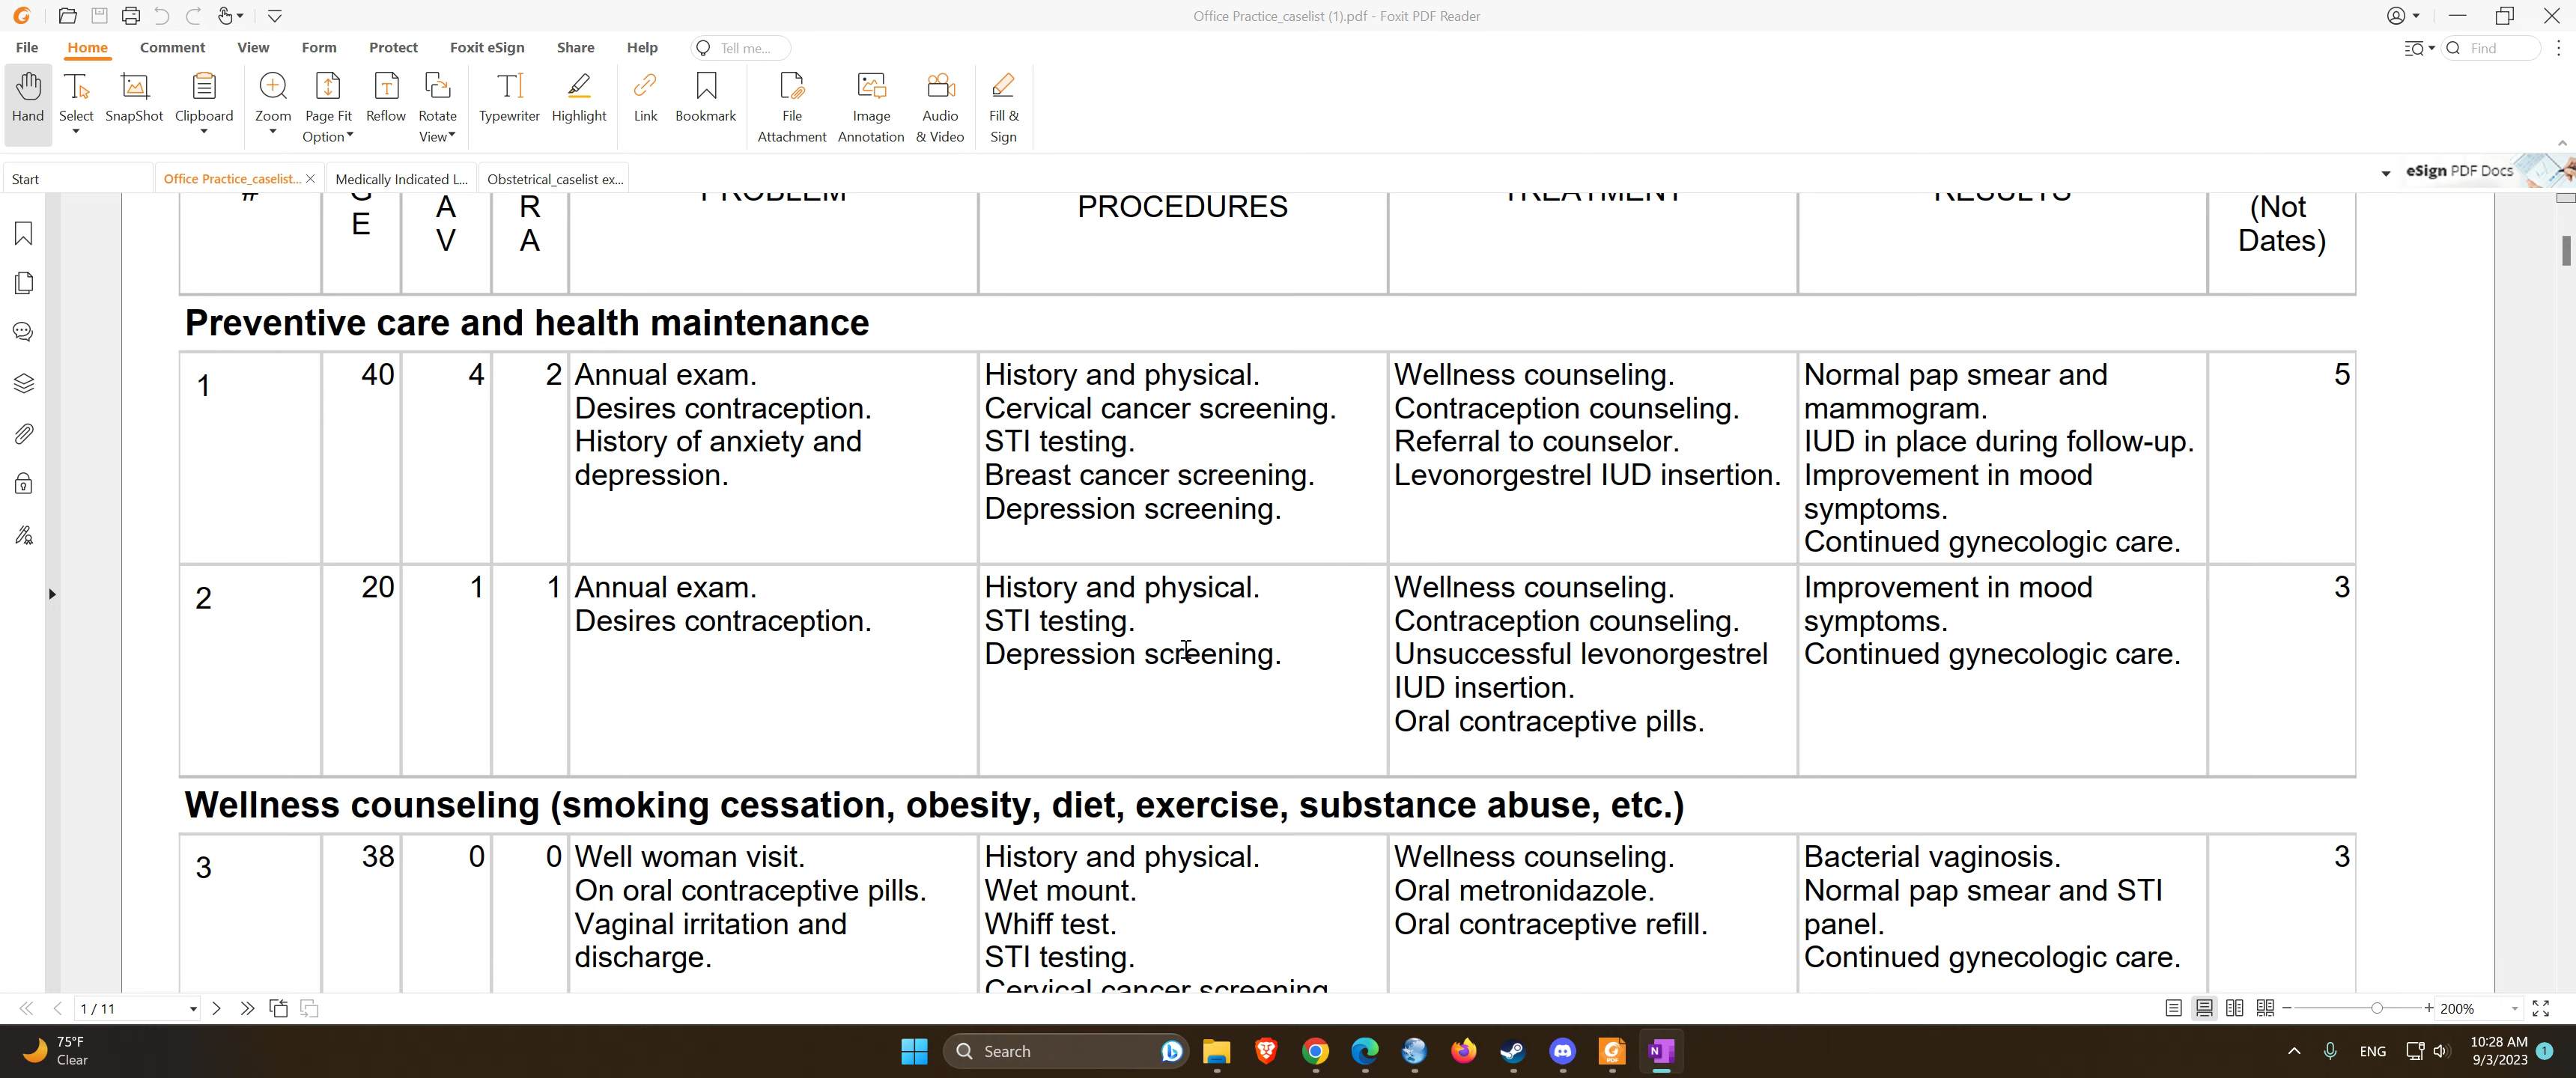 Office Practice_caselist (1).pdf - Foxit PDF Reader
File Home Comment View Form Protect Foxit eSign Share Help Tell me... Find
Hand Select SnapShot Clipboard Zoom Page Fit Option Reflow Rotate View Typewriter Highlight Link Bookmark File Attachment Image Annotation Audio & Video Fill & Sign
Start Office Practice_caselist... Medically Indicated L... Obstetrical_caselist ex... eSign PDF Docs
# G A R PROBLEM PROCEDURES TREATMENT RESULTS (Not
E V A Dates)
Preventive care and health maintenance
1 40 4 2
Annual exam.
Desires contraception.
History of anxiety and
depression.
History and physical.
Cervical cancer screening.
STI testing.
Breast cancer screening.
Depression screening.
Wellness counseling.
Contraception counseling.
Referral to counselor.
Levonorgestrel IUD insertion.
Normal pap smear and
mammogram.
IUD in place during follow-up.
Improvement in mood
symptoms.
Continued gynecologic care.
5
2 20 1 1
Annual exam.
Desires contraception.
History and physical.
STI testing.
Depression screening.
Wellness counseling.
Contraception counseling.
Unsuccessful levonorgestrel
IUD insertion.
Oral contraceptive pills.
Improvement in mood
symptoms.
Continued gynecologic care.
3
Wellness counseling (smoking cessation, obesity, diet, exercise, substance abuse, etc.)
3 38 0 0
Well woman visit.
On oral contraceptive pills.
Vaginal irritation and
discharge.
History and physical.
Wet mount.
Whiff test.
STI testing.
Cervical cancer screening
Wellness counseling.
Oral metronidazole.
Oral contraceptive refill.
Bacterial vaginosis.
Normal pap smear and STI
panel.
Continued gynecologic care.
3
1 / 11 200%
75°F
Clear
Search
ENG
10:28 AM
9/3/2023
1